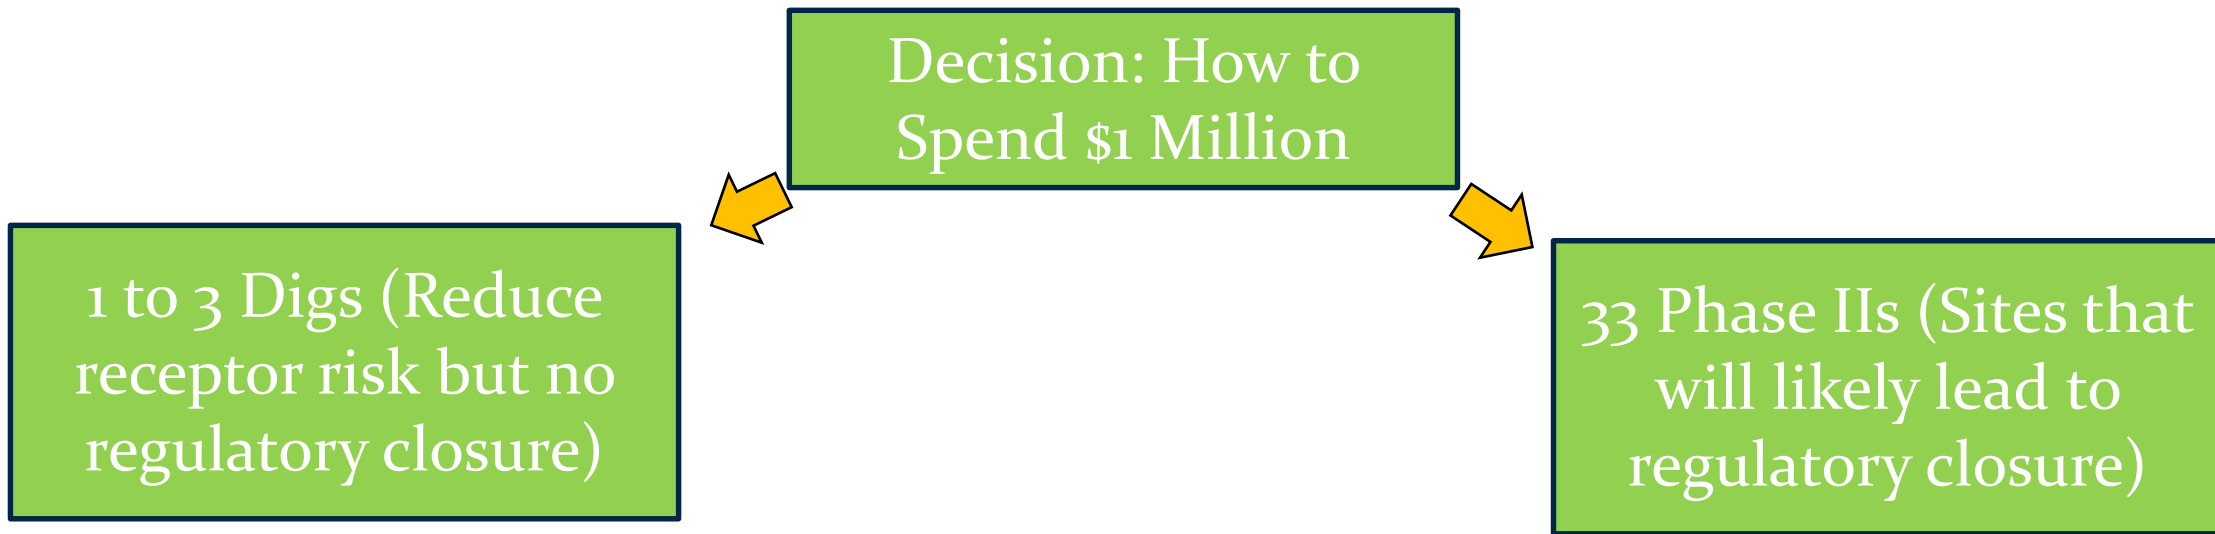 Decision: How to
Spend $1 Million
1 to 3 Digs (Reduce
receptor risk but no
regulatory closure)
33 Phase IIs (Sites that
will likely lead to
regulatory closure)